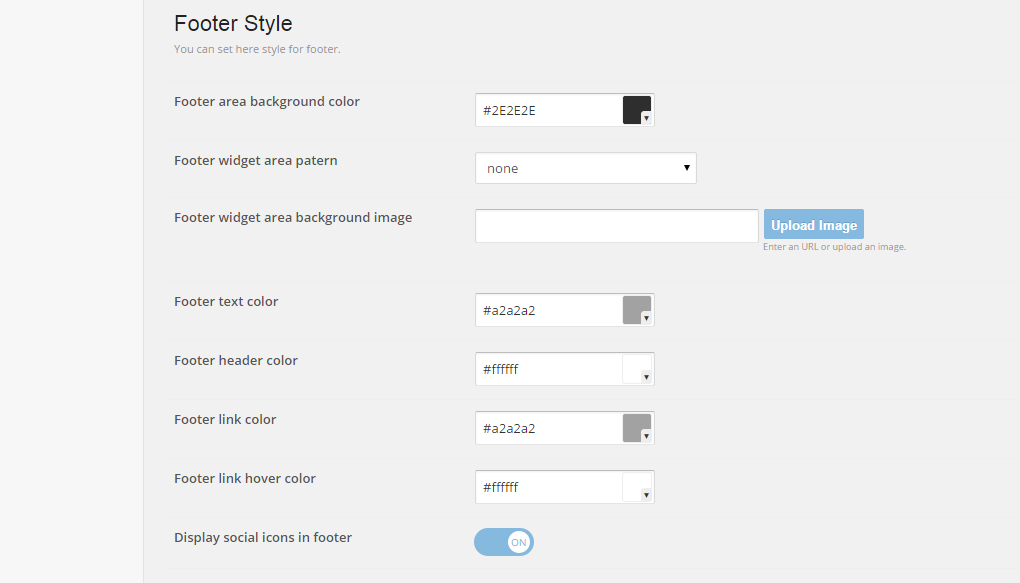 Footer Style
You can set here style for footer.
Footer area background color
#2E2E2E
Footer widget area patern
none
Footer widget area background image
Upload Image
Enter an URL or upload an image.
Footer text color
#a2a2a2
Footer header color
#ffffff
Footer link color
#a2a2a2
Footer link hover color
#ffffff
Display social icons in footer
ON